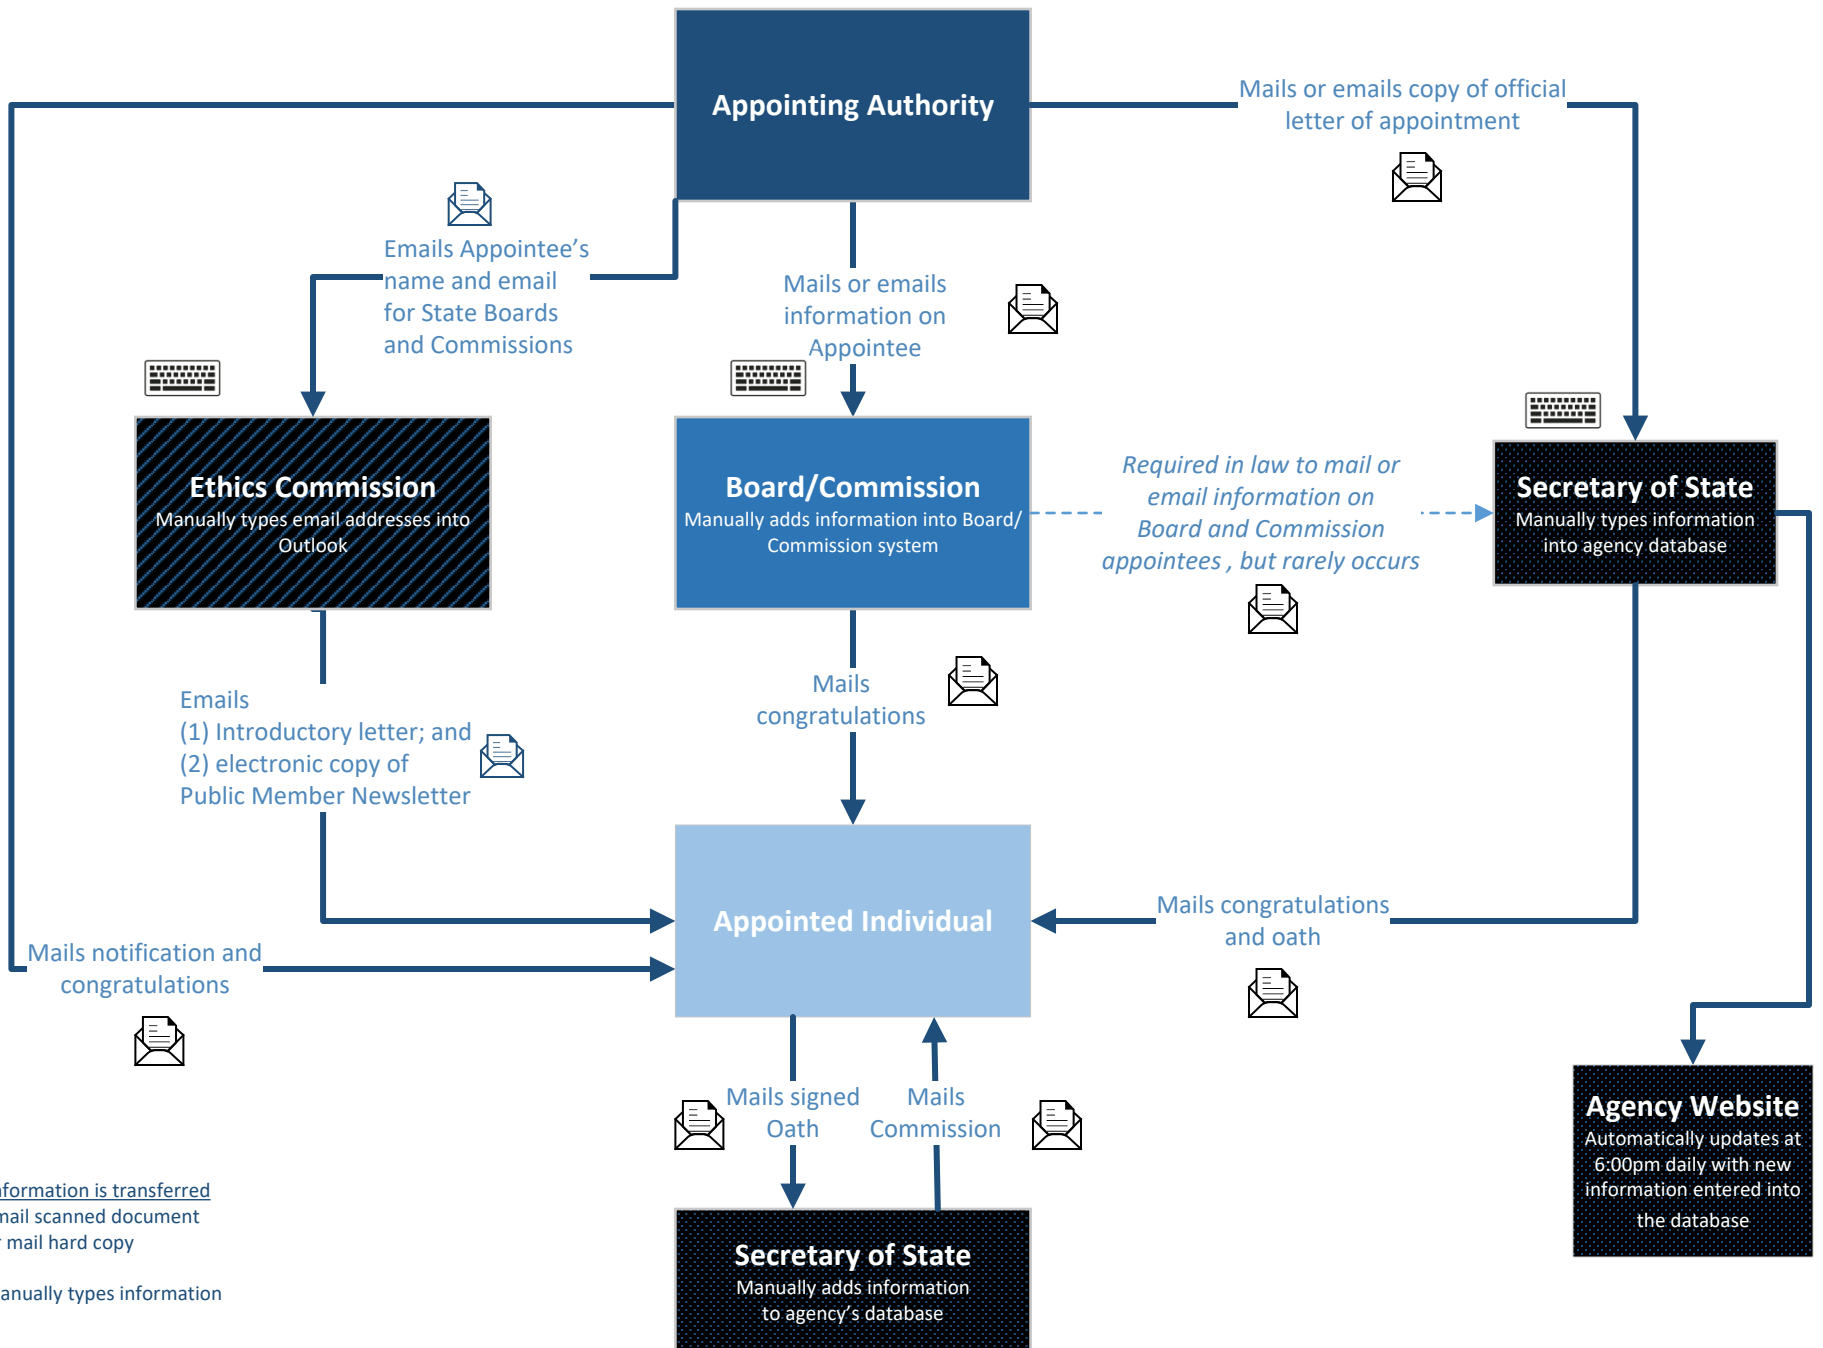 Appointing Authority
Mails or emails copy of official
letter of appointment
Emails Appointee’s
name and email
for State Boards
and Commissions
Mails or emails
information on
Appointee
Ethics Commission
Manually types email addresses into
Outlook
Board/Commission
Manually adds information into Board/
Commission system
Required in law to mail or
email information on
Board and Commission
appointees , but rarely occurs
Secretary of State
Manually types information
into agency database
Emails
(1) Introductory letter; and
(2) electronic copy of
Public Member Newsletter
Mails
congratulations
Appointed Individual
Mails congratulations
and oath
Mails notification and
congratulations
Mails signed
Oath
Mails
Commission
Agency Website
Automatically updates at
6:00pm daily with new
information entered into
the database
Secretary of State
Manually adds information
to agency’s database
nformation is transferred
mail scanned document
mail hard copy
anually types information